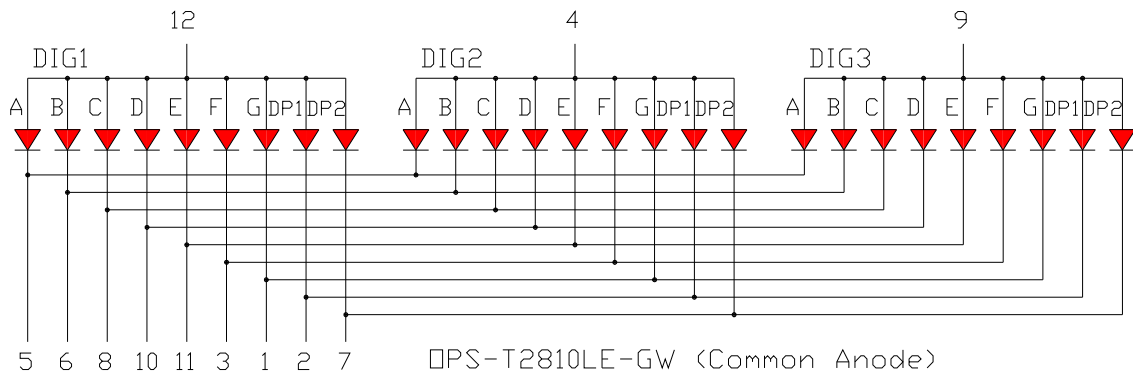 12 4 9
DIG1 DIG2 DIG3
A B C D E F G DP1 DP2 A B C D E F G DP1 DP2 A B C D E F G DP1 DP2
5 6 8 10 11 3 1 2 7 OPS-T2810LE-GW (Common Anode)